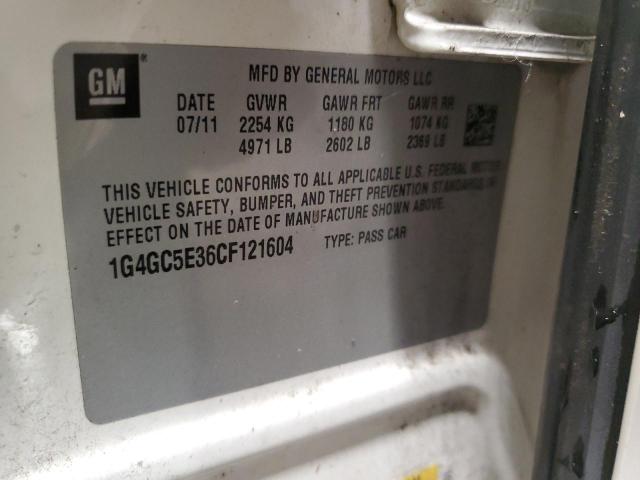 GM
MFD BY GENERAL MOTORS LLC
DATE GVWR GAWR FRT GAWR RR
07/11 2254 KG 1180 KG 1074 KG
4971 LB 2602 LB 2369 LB
THIS VEHICLE CONFORMS TO ALL APPLICABLE U.S. FEDERAL MOTOR
VEHICLE SAFETY, BUMPER, AND THEFT PREVENTION STANDARDS IN
EFFECT ON THE DATE OF MANUFACTURE SHOWN ABOVE.
1G4GC5E36CF121604 TYPE: PASS CAR